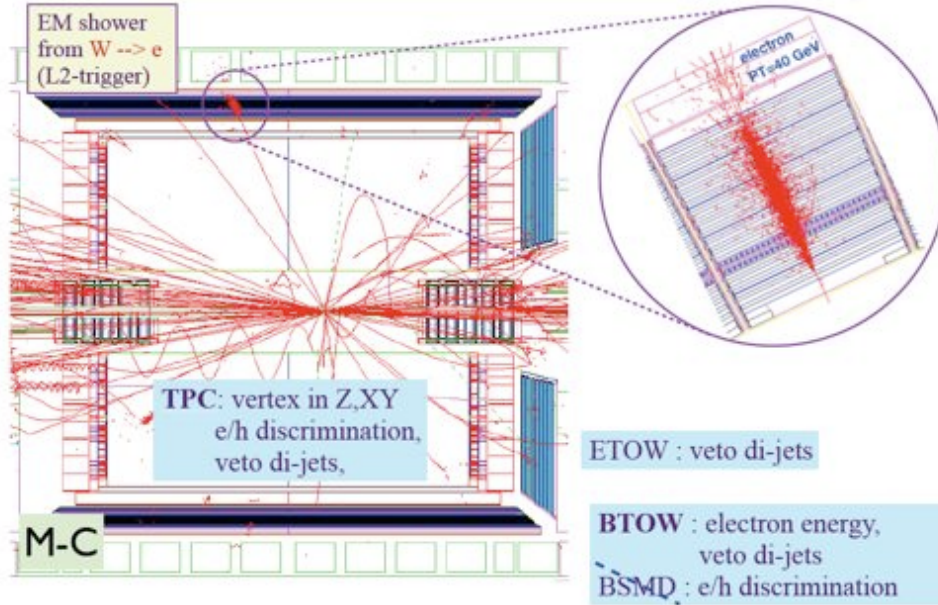 EM shower
from W --> e
(L2-trigger)
electron
PT=40 GeV
TPC: vertex in Z,XY
e/h discrimination,
veto di-jets,
ETOW : veto di-jets
M-C
BTOW : electron energy,
veto di-jets
BSMD : e/h discrimination